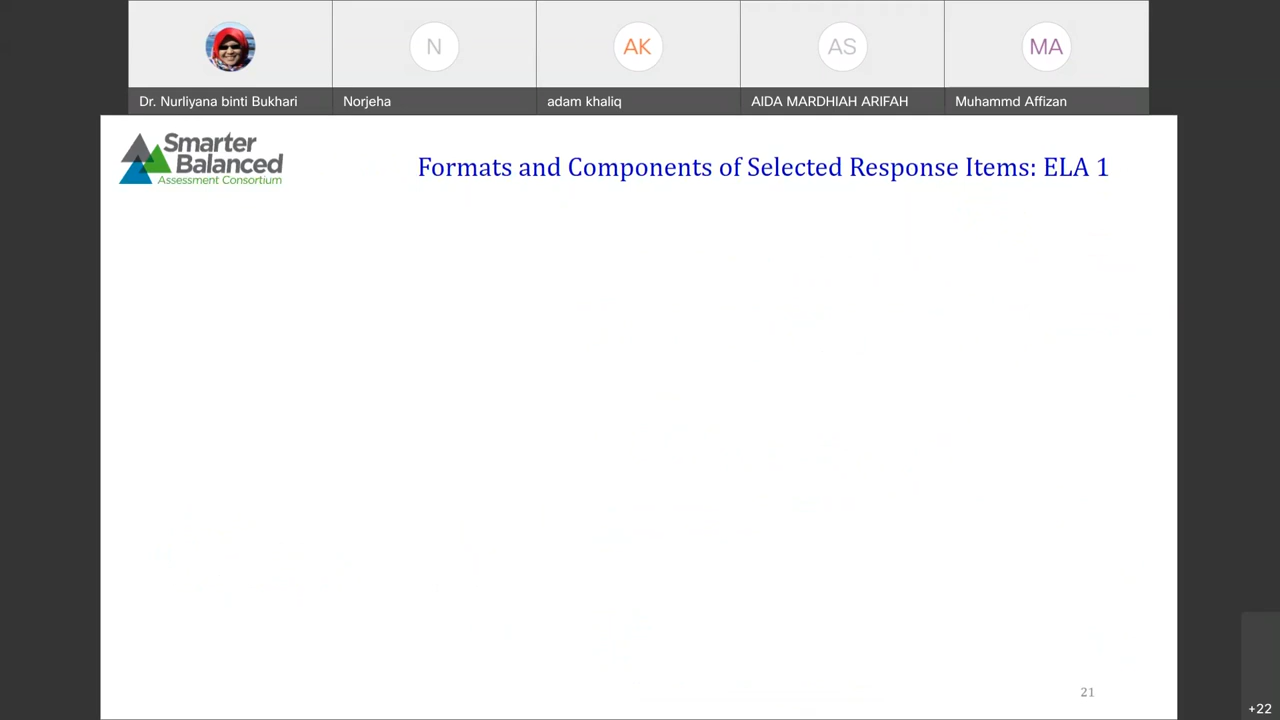 N
AK
AS
MA
Dr. Nurliyana binti Bukhari
Norjeha
adam khaliq
AIDA MARDHIAH ARIFAH
Muhammd Affizan
Smarter
Balanced
Assessment Consortium
Formats and Components of Selected Response Items: ELA 1
21
+22